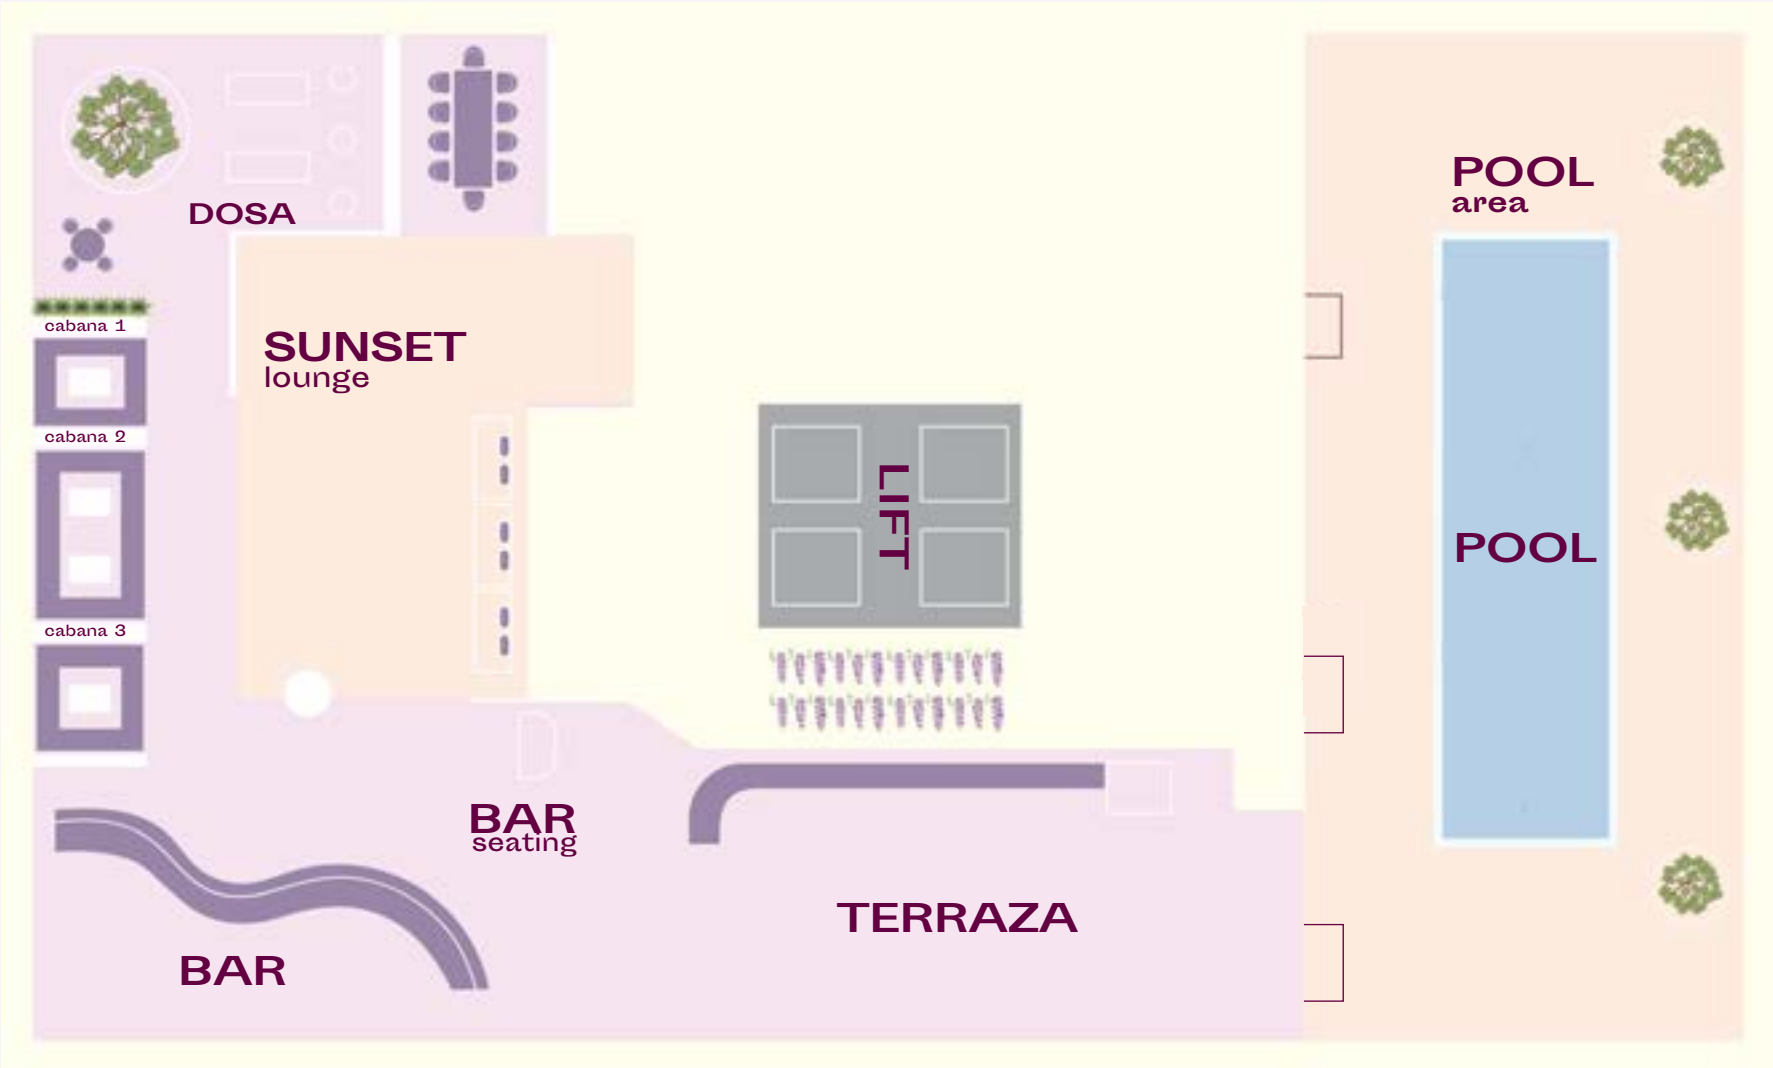 DOSA
cabana 1
SUNSET
lounge
cabana 2
cabana 3
LIFT
POOL
area
POOL
BAR
seating
TERRAZA
BAR